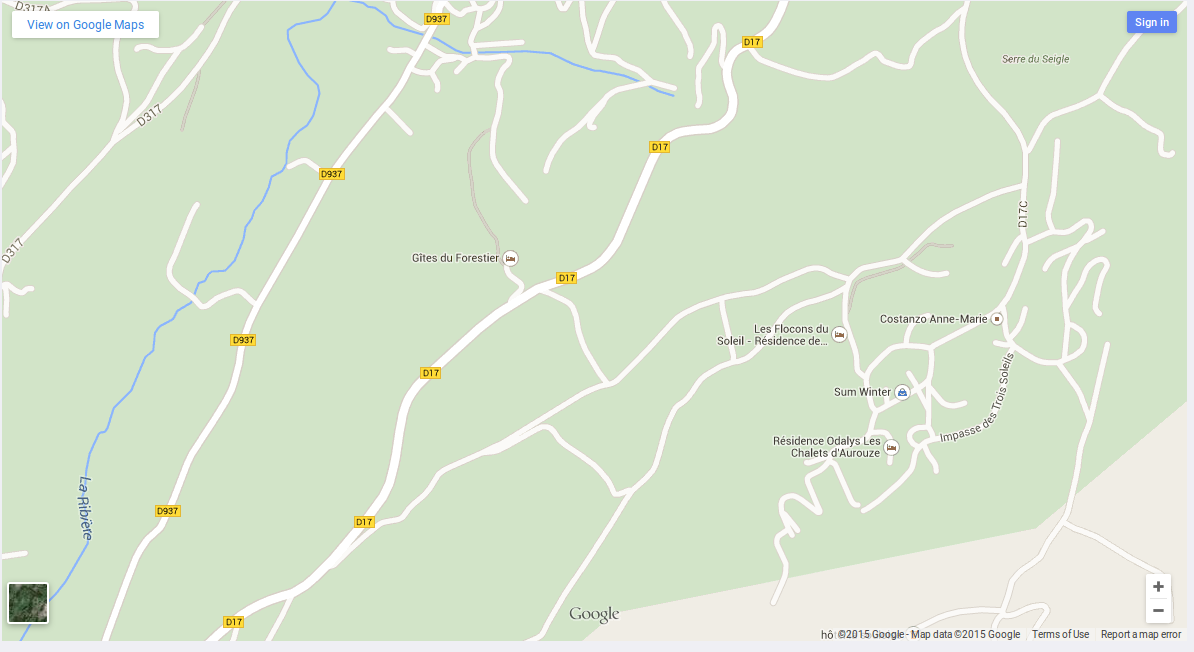 D317A
View on Google Maps
D937
D17
Sign in
Serre du Seigle
D317
D17
D937
D17C
D317
Gîtes du Forestier
D17
Costanzo Anne-Marie
Les Flocons du
Soleil - Résidence de...
D937
D17
Sum Winter
Impasse des Trois Soleils
Résidence Odalys Les
Chalets d'Aurouze
La Ribière
D937
D17
D17
Google
+
−
©2015 Google - Map data ©2015 Google
Terms of Use
Report a map error